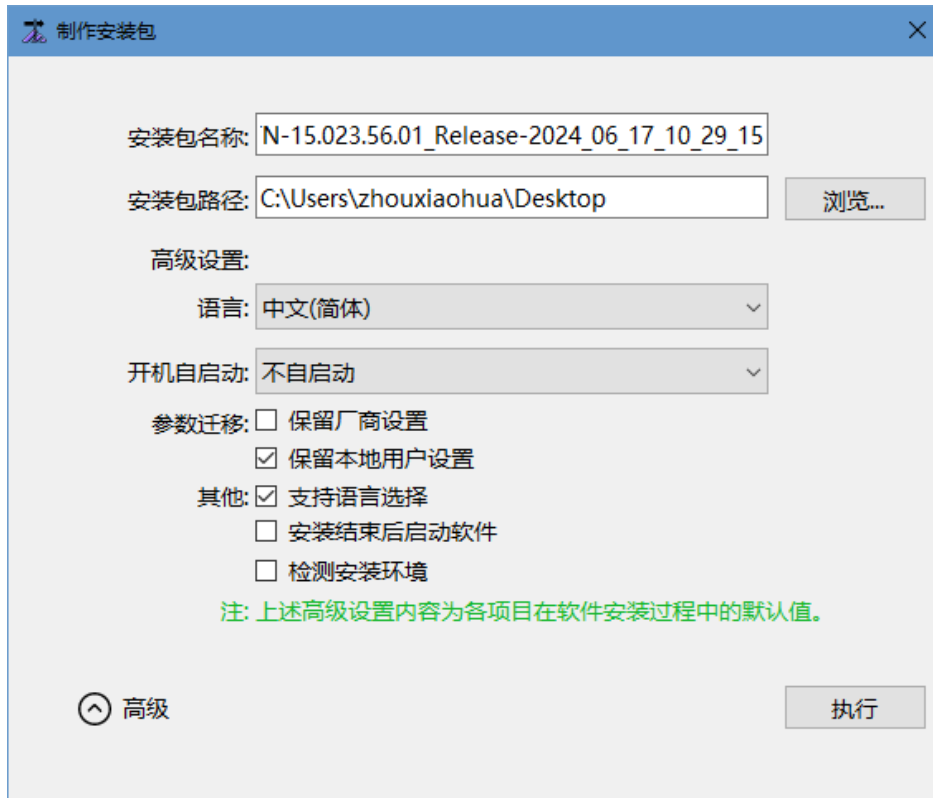 制作安装包
安装包名称: N-15.023.56.01_Release-2024_06_17_10_29_15
安装包路径: C:\Users\zhouxiaohua\Desktop 浏览...
高级设置:
语言: 中文(简体)
开机自启动: 不自启动
参数迁移: 保留厂商设置
保留本地用户设置
其他: 支持语言选择
安装结束后启动软件
检测安装环境
注: 上述高级设置内容为各项目在软件安装过程中的默认值。
高级 执行